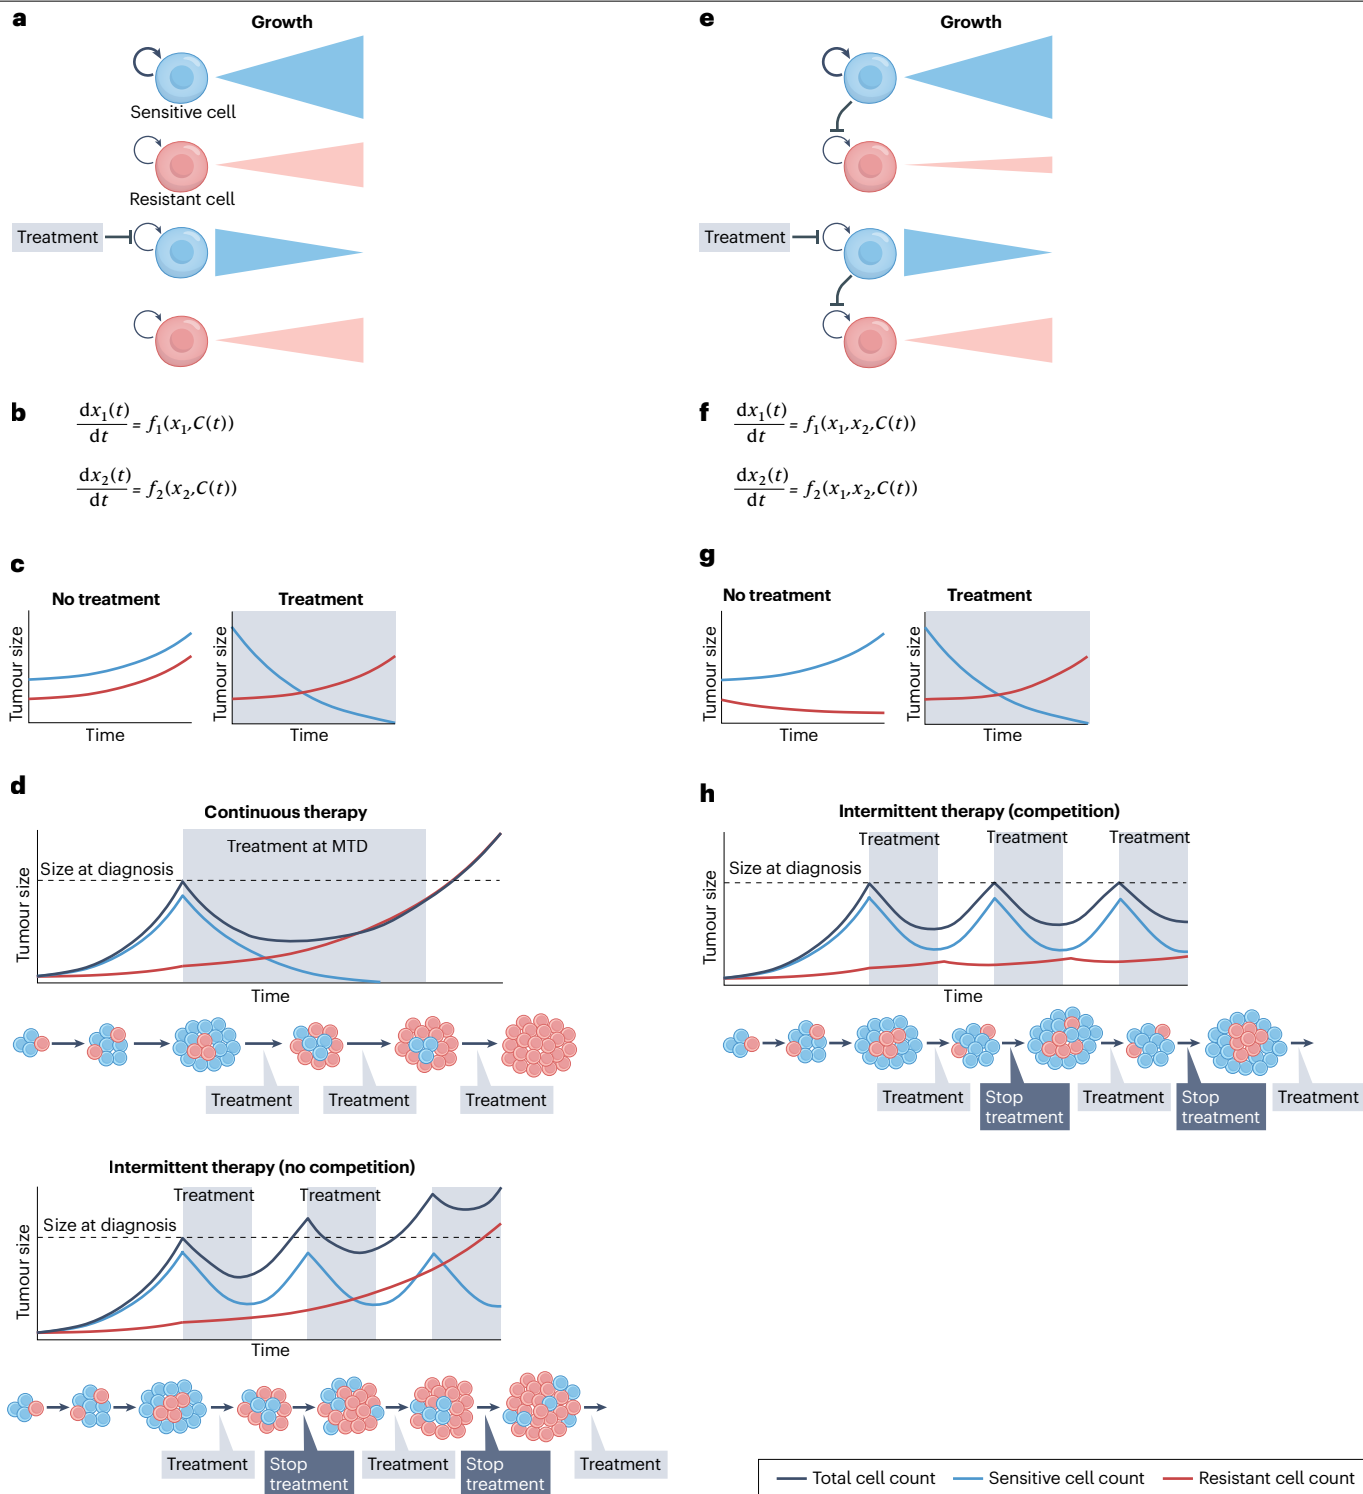 a
Growth
Sensitive cell
Resistant cell
Treatment
b
dx₁(t)
dt
= f₁(x₁,C(t))
dx₂(t)
dt
= f₂(x₂,C(t))
c
No treatment
Tumour size
Time
Treatment
Tumour size
Time
d
Continuous therapy
Treatment at MTD
Size at diagnosis
Tumour size
Time
Treatment
Treatment
Treatment
Intermittent therapy (no competition)
Treatment
Treatment
Size at diagnosis
Tumour size
Time
Treatment
Stop
treatment
Treatment
Stop
treatment
Treatment
e
Growth
Treatment
f
dx₁(t)
dt
= f₁(x₁,x₂,C(t))
dx₂(t)
dt
= f₂(x₁,x₂,C(t))
g
No treatment
Tumour size
Time
Treatment
Tumour size
Time
h
Intermittent therapy (competition)
Treatment
Treatment
Treatment
Size at diagnosis
Tumour size
Time
Treatment
Stop
treatment
Treatment
Stop
treatment
Treatment
Total cell count
Sensitive cell count
Resistant cell count